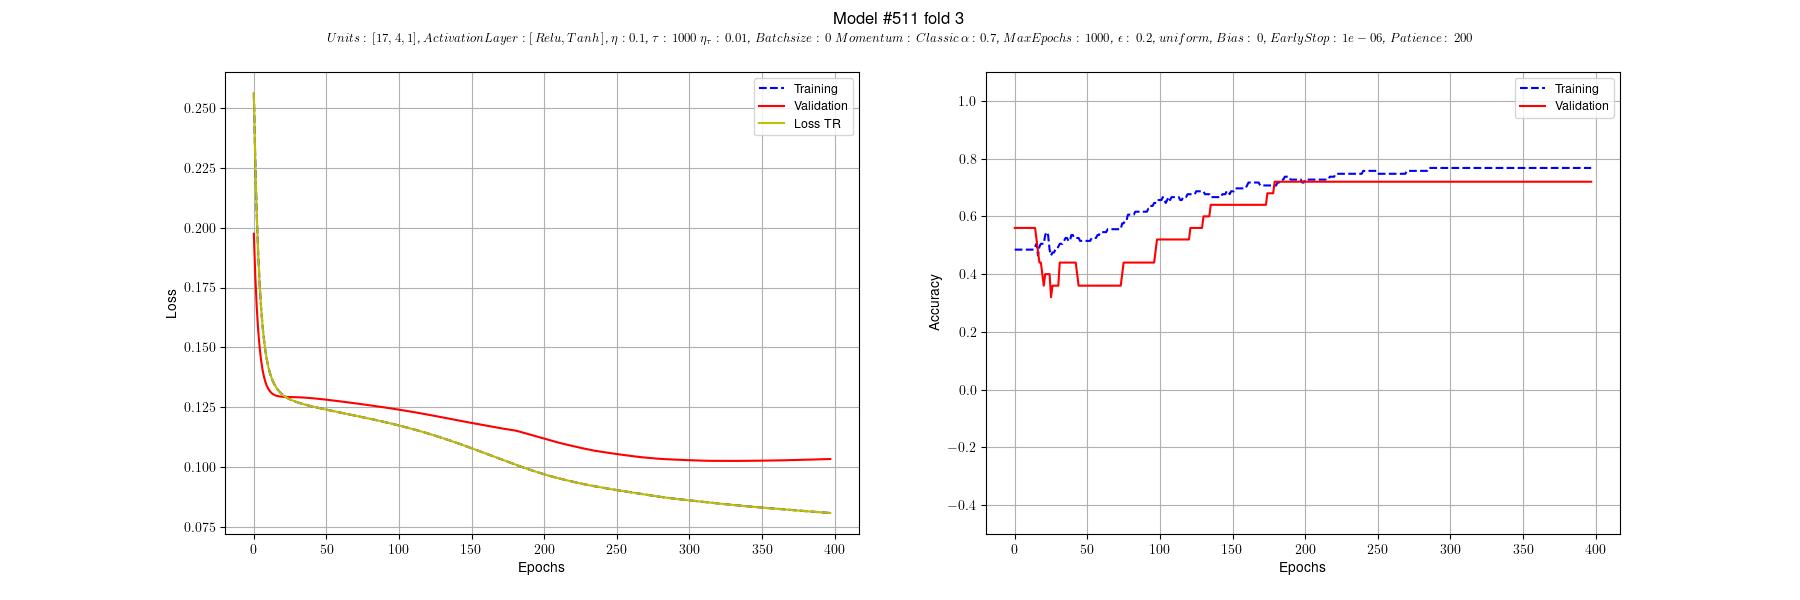 Model #511 fold 3
Units : [17, 4, 1], ActivationLayer : [Relu, Tanh], η : 0.1, τ : 1000 ητ : 0.01, Batchsize : 0 Momentum : Classic α : 0.7, MaxEpochs : 1000, ϵ : 0.2, uniform, Bias : 0, EarlyStop : 1e − 06, Patience : 200
Training
Validation
Loss TR
0.250
0.225
0.200
0.175
0.150
0.125
0.100
0.075
Loss
0 50 100 150 200 250 300 350 400
Epochs
Training
Validation
1.0
0.8
0.6
0.4
0.2
0.0
−0.2
−0.4
Accuracy
0 50 100 150 200 250 300 350 400
Epochs